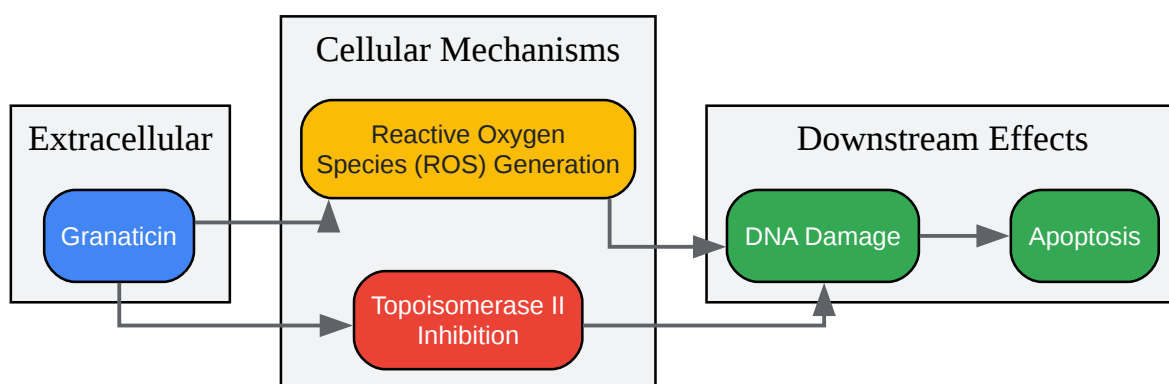 Cellular Mechanisms
Extracellular
Downstream Effects
Reactive Oxygen
Species (ROS) Generation
Granaticin
DNA Damage
Apoptosis
Topoisomerase II
Inhibition